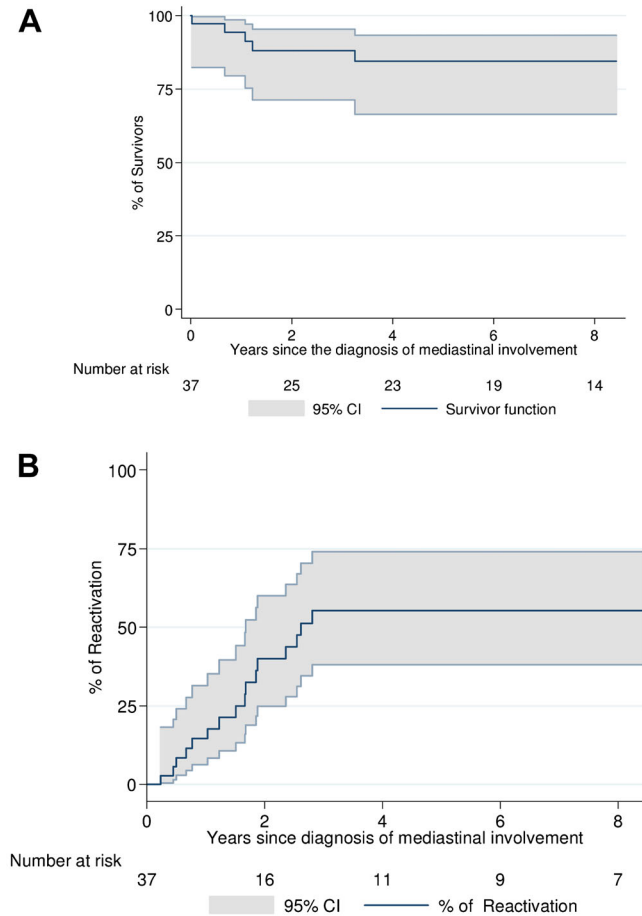 A
100
75
50
25
0
% of Survivors
0 2 4 6 8
Years since the diagnosis of mediastinal involvement
Number at risk
37 25 23 19 14
95% CI Survivor function
B
100
75
50
25
0
% of Reactivation
0 2 4 6 8
Years since diagnosis of mediastinal involvement
Number at risk
37 16 11 9 7
95% CI % of Reactivation